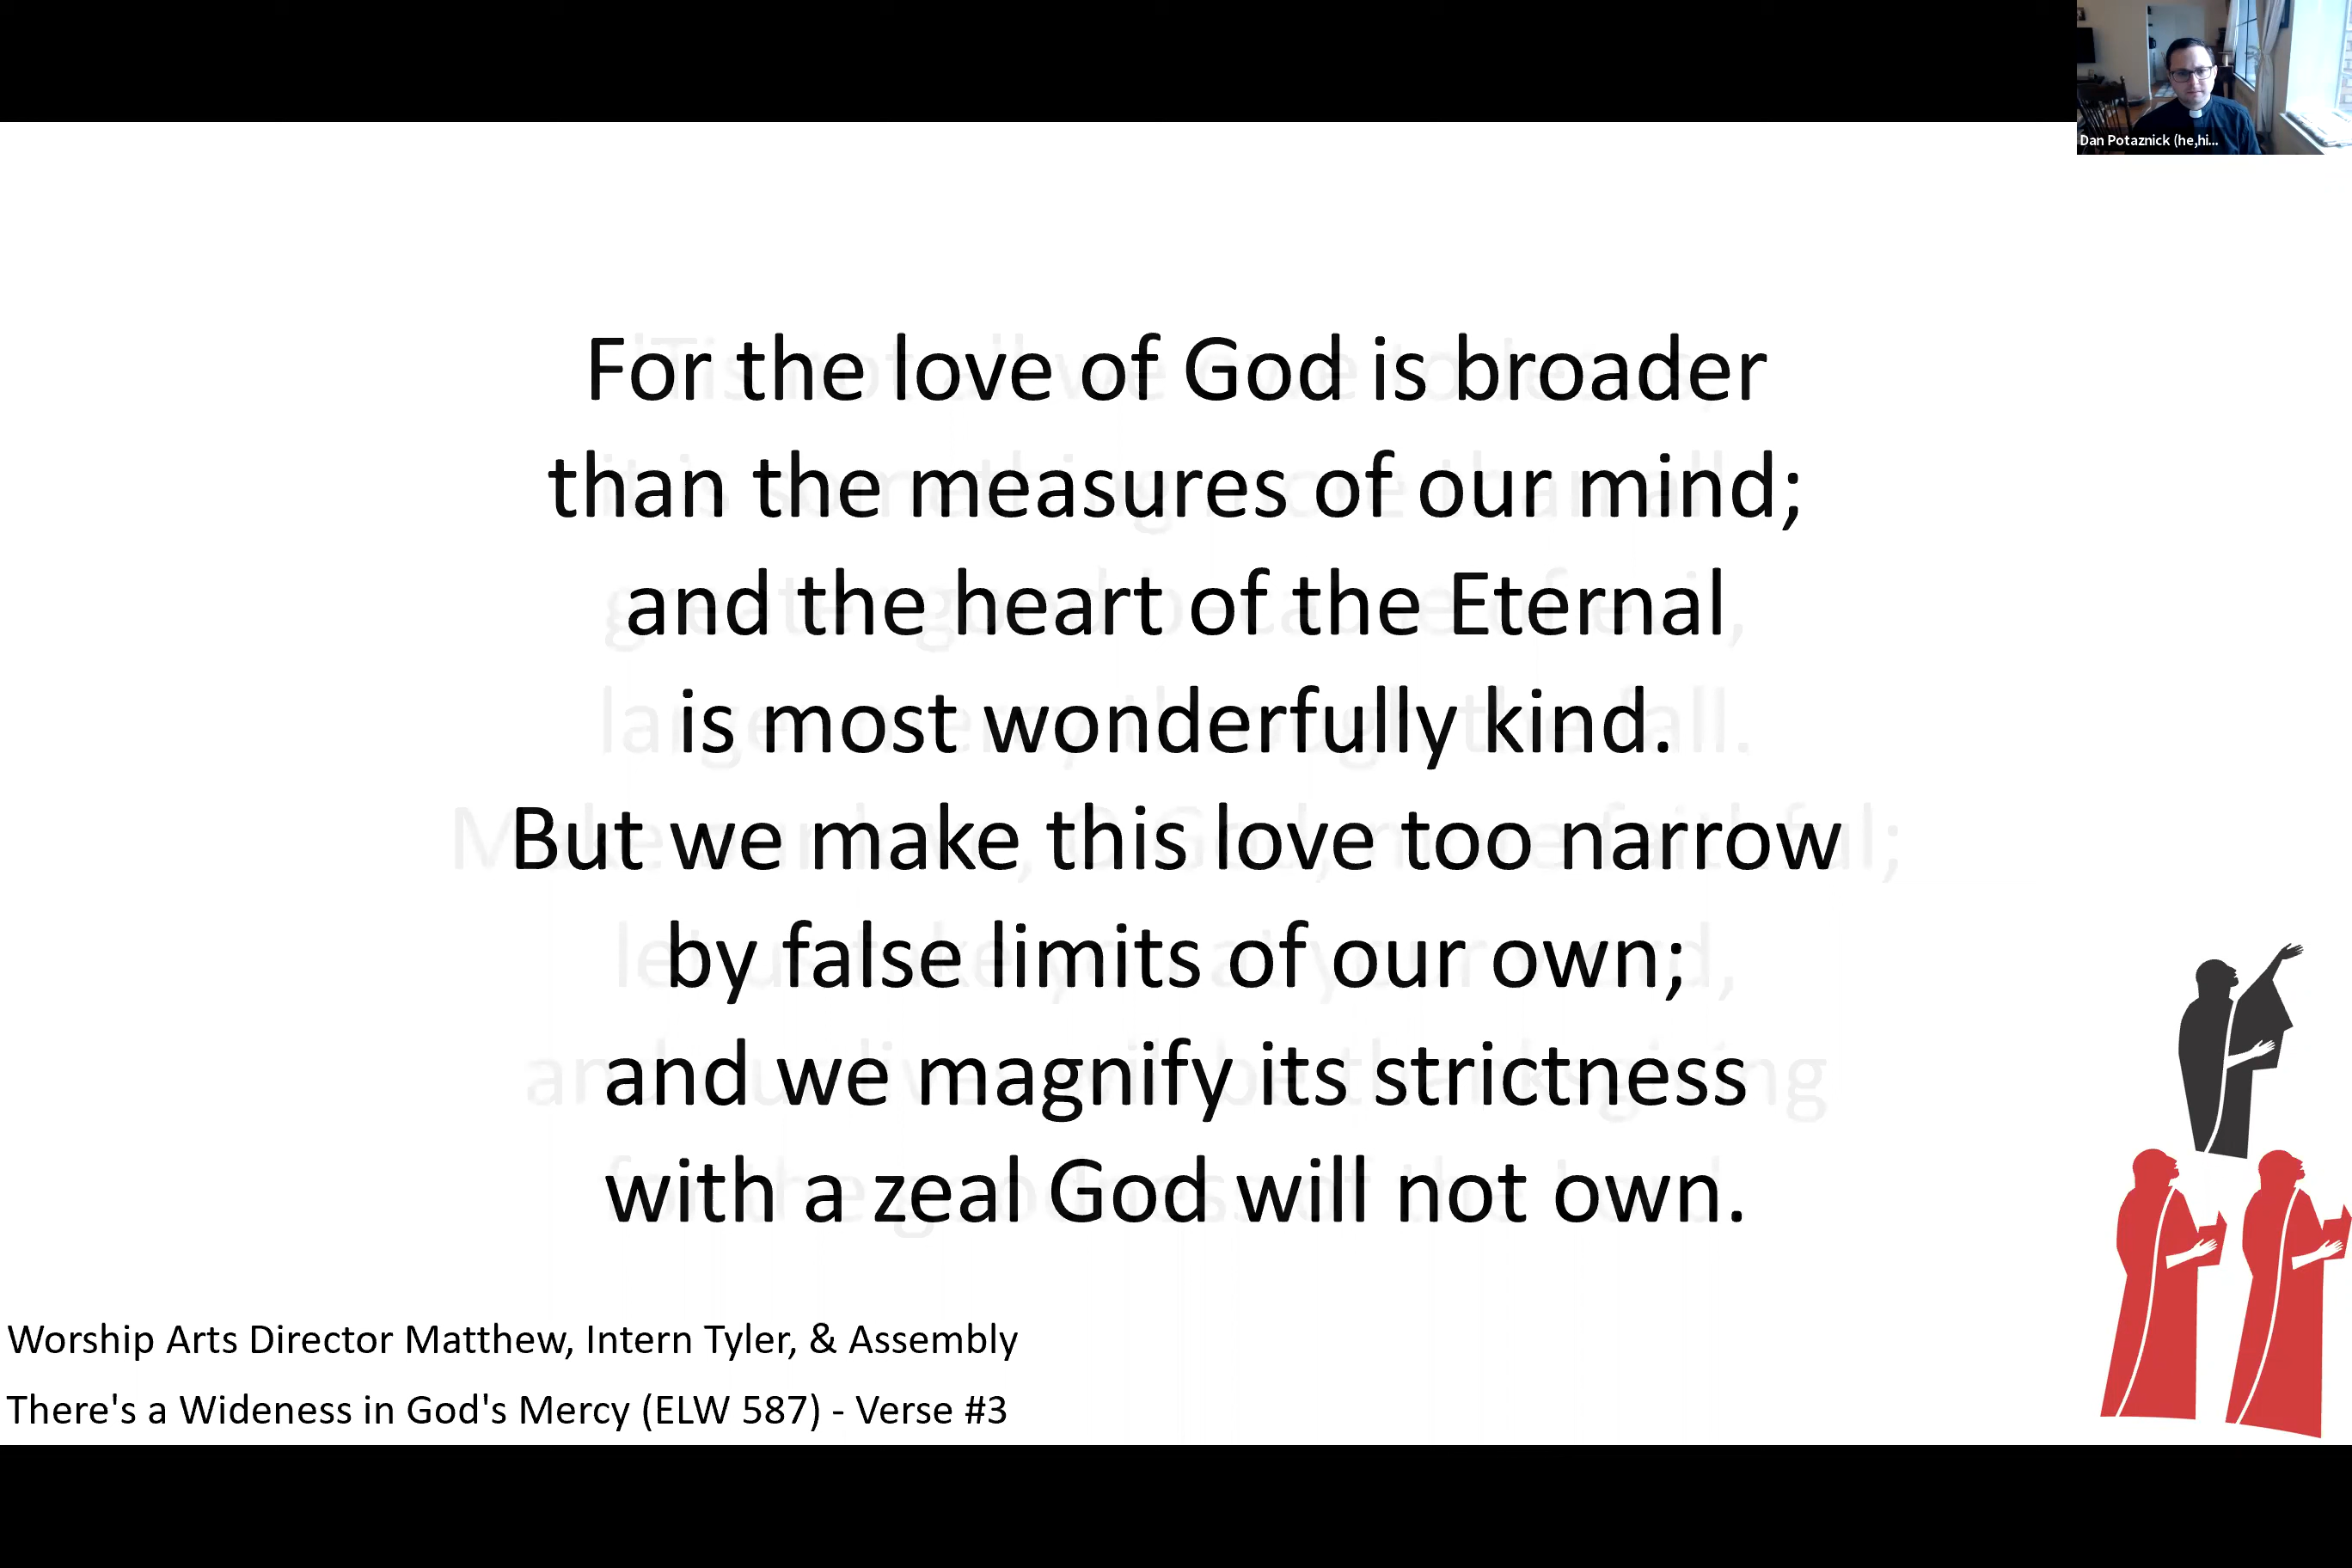 Dan Potaznick (he,hi...
For the love of God is broader
than the measures of our mind;
and the heart of the Eternal
is most wonderfully kind.
But we make this love too narrow
by false limits of our own;
and we magnify its strictness
with a zeal God will not own.
Worship Arts Director Matthew, Intern Tyler, & Assembly
There's a Wideness in God's Mercy (ELW 587) - Verse #3